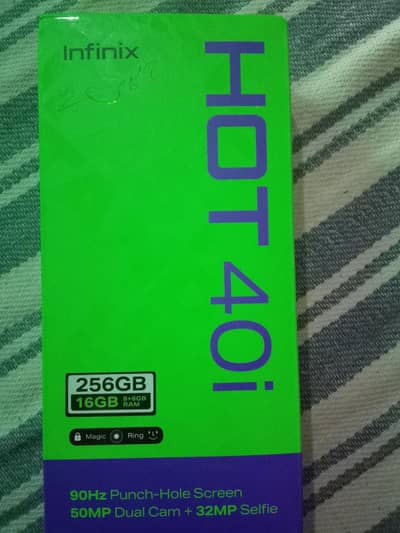 Infinix
HOT 40i
256GB
16GB 8+8GB RAM
Magic Ring
90Hz Punch-Hole Screen
50MP Dual Cam + 32MP Selfie